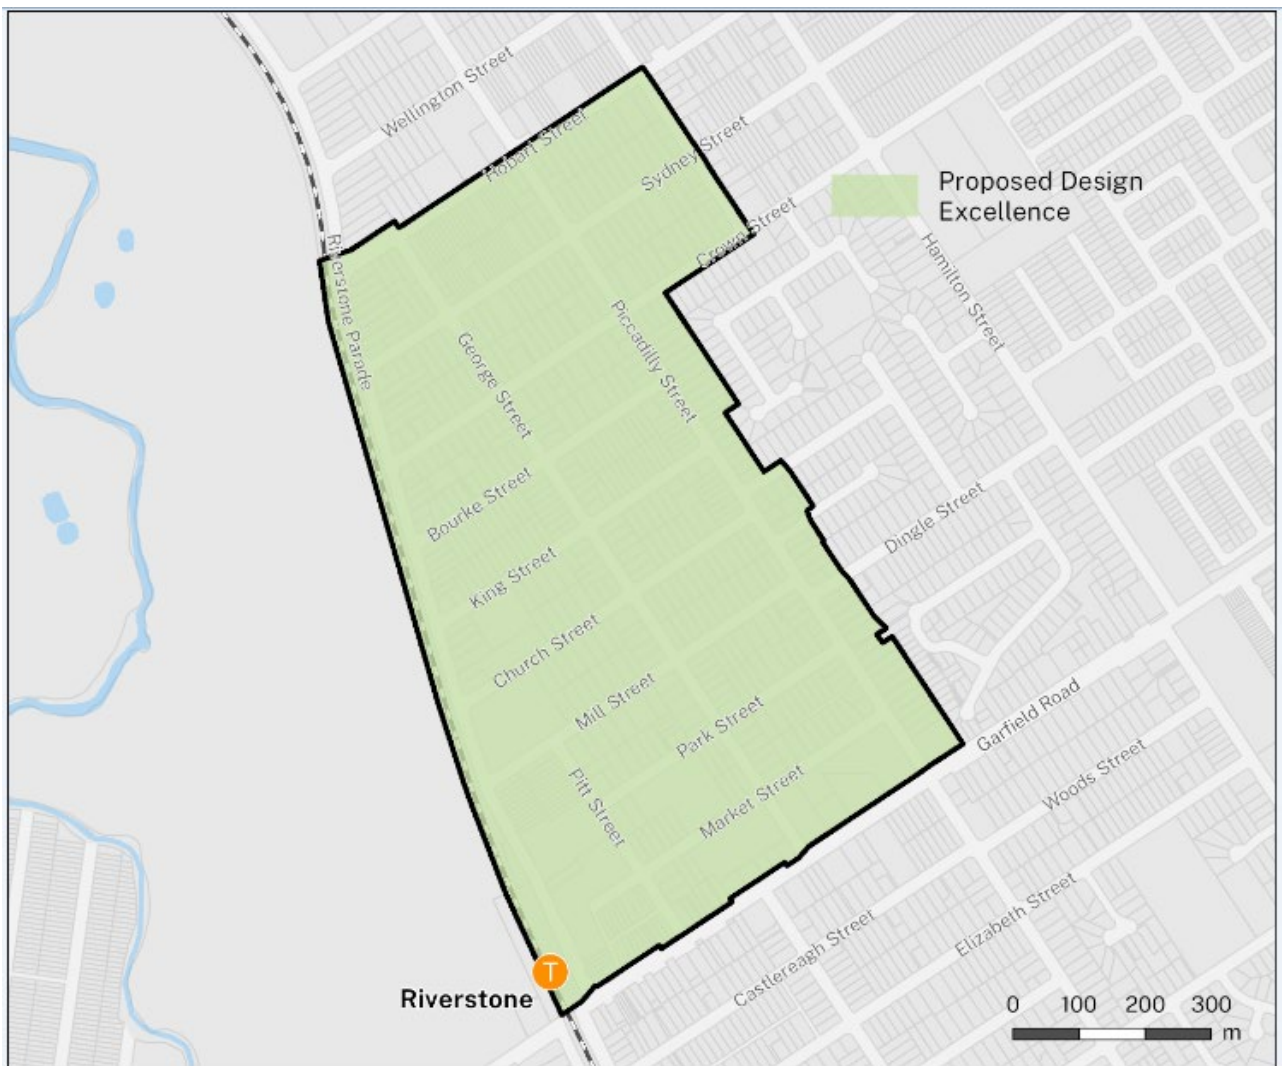 Wellington Street
Hobart Street
Sydney Street
Proposed Design
Excellence
Crown Street
Riverstone Parade
Hamilton Street
Piccadilly Street
George Street
Bourke Street
Dingle Street
King Street
Church Street
Mill Street
Park Street
Garfield Road
Woods Street
Pitt Street
Market Street
Elizabeth Street
Castlereagh Street
T
Riverstone
0 100 200 300
m